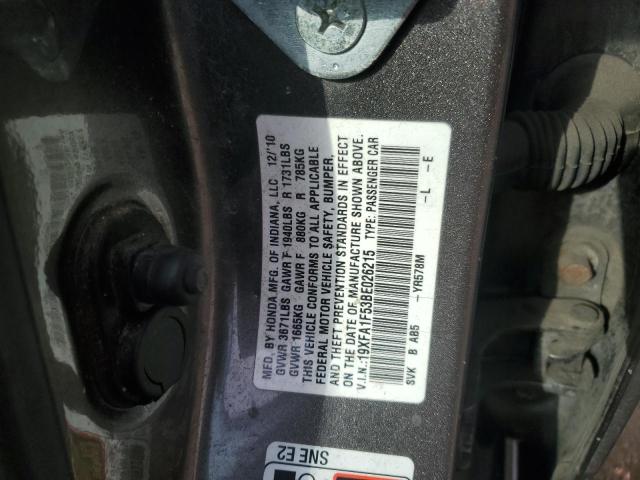 MFD. BY HONDA MFG. OF INDIANA, LLC 12/'10
GVWR 3671LBS GAWR F 1940LBS R 1731LBS
GVWR 1665KG GAWR F 880KG R 785KG
THIS VEHICLE CONFORMS TO ALL APPLICABLE
FEDERAL MOTOR VEHICLE SAFETY, BUMPER,
AND THEFT PREVENTION STANDARDS IN EFFECT
ON THE DATE OF MANUFACTURE SHOWN ABOVE.
V.I.N.:19XFA1F53BE026215 TYPE: PASSENGER CAR
SVK B AB5 —YR578M —L —E
SNE E2